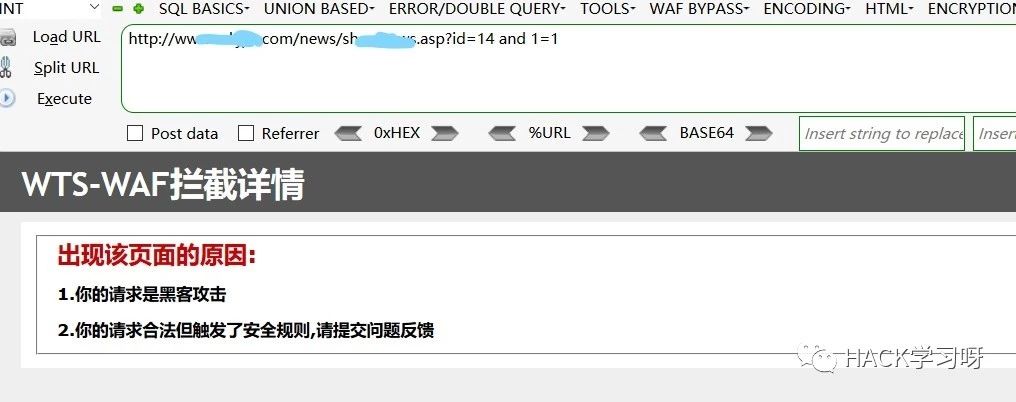 INT SQL BASICS UNION BASED ERROR/DOUBLE QUERY TOOLS WAF BYPASS ENCODING HTML ENCRYPTION
Load URL
http://ww .com/news/sh s.asp?id=14 and 1=1
Split URL
Execute
Post data Referrer 0xHEX %URL BASE64 Insert string to replace Insert
WTS-WAF拦截详情
出现该页面的原因:
1.你的请求是黑客攻击
2.你的请求合法但触发了安全规则,请提交问题反馈
HACK学习呀